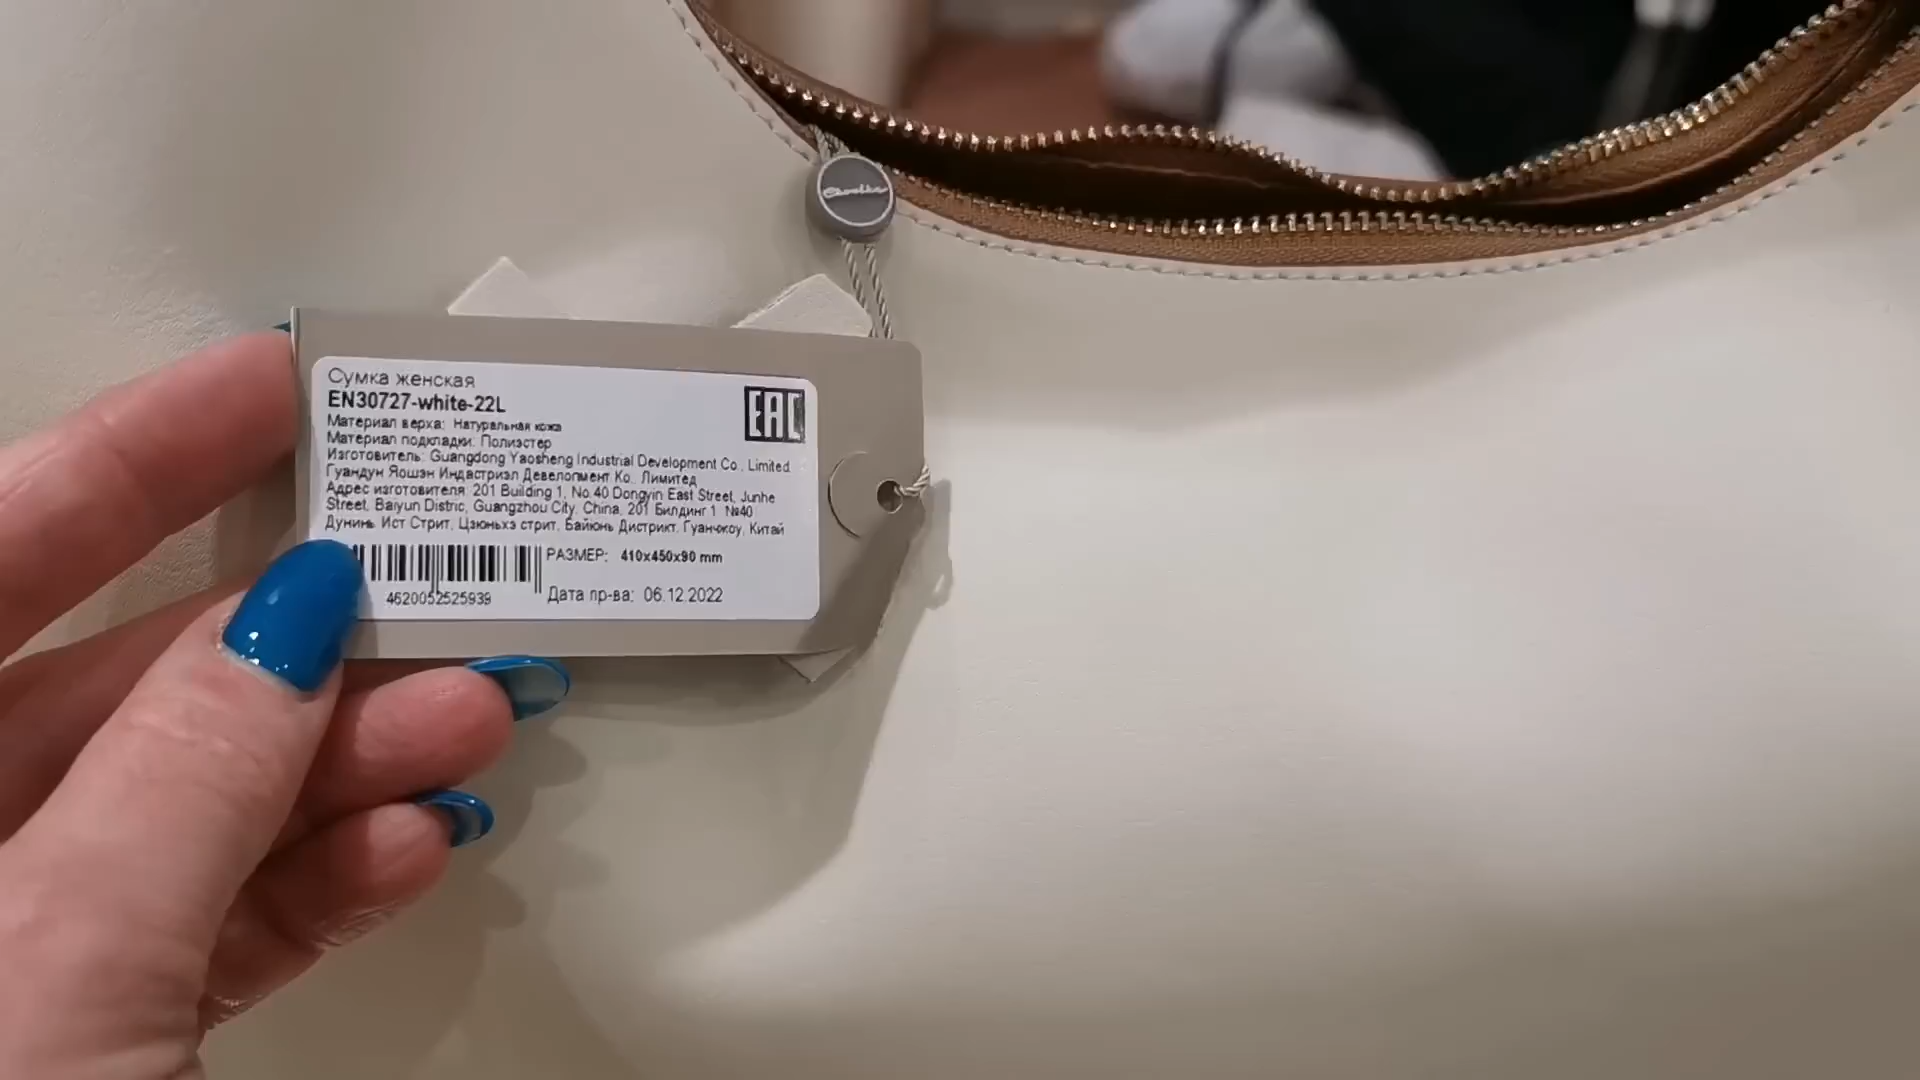 Сумка женская
EN30727-white-22L
EAC
Материал верха: Натуральная кожа
Материал подкладки: Полиэстер
Изготовитель: Guangdong Yaosheng Industrial Development Co., Limited
Гуандун Яошэн Индастриэл Девелопмент Ко., Лимитед
Адрес изготовителя: 201 Building 1, No.40 Dongyin East Street, Junhe
Street, Baiyun Distric, Guangzhou City, China, 201 Билдинг 1 №40
Дунинь Ист Стрит, Цзюньхэ стрит, Байюнь Дистрикт, Гуанчжоу, Китай
РАЗМЕР: 410x450x90 mm
4620052525939
Дата пр-ва: 06.12.2022